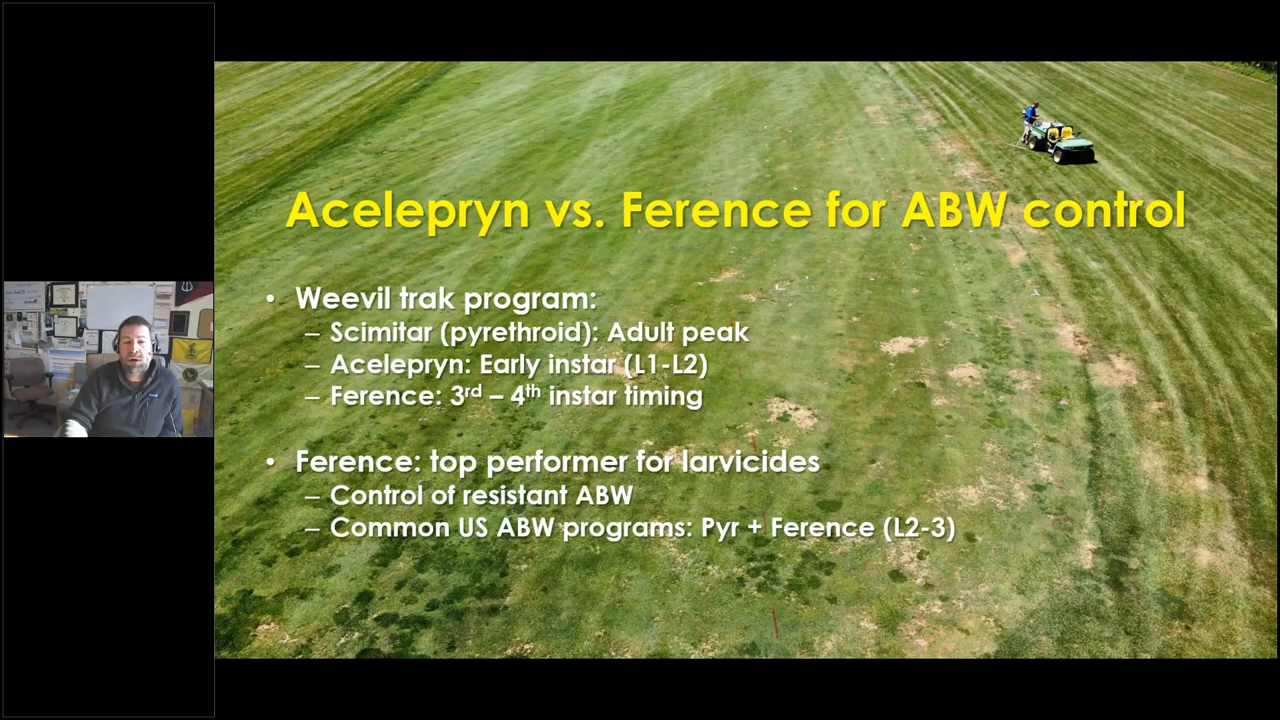 Acelepryn vs. Ference for ABW control
• Weevil trak program:
– Scimitar (pyrethroid): Adult peak
– Acelepryn: Early instar (L1-L2)
– Ference: 3rd – 4th instar timing
• Ference: top performer for larvicides
– Control of resistant ABW
– Common US ABW programs: Pyr + Ference (L2-3)